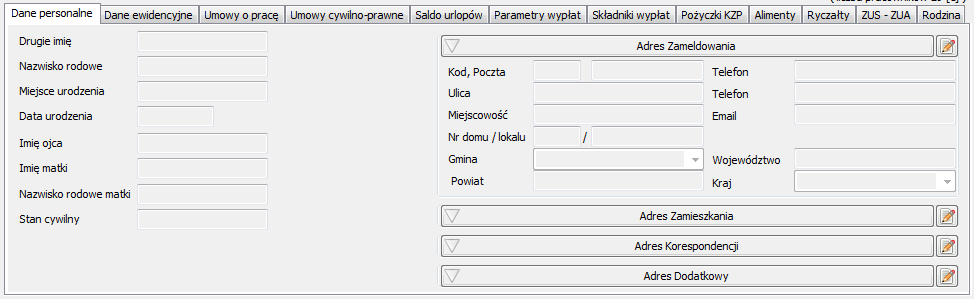 Dane personalne Dane ewidencyjne Umowy o pracę Umowy cywilno-prawne Saldo urlopów Parametry wypłat Składniki wypłat Pożyczki KZP Alimenty Ryczałty ZUS - ZUA Rodzina
Drugie imię
Nazwisko rodowe
Miejsce urodzenia
Data urodzenia
Imię ojca
Imię matki
Nazwisko rodowe matki
Stan cywilny
Adres Zameldowania
Kod, Poczta
Telefon
Ulica
Telefon
Miejscowość
Email
Nr domu / lokalu /
Gmina
Województwo
Powiat
Kraj
Adres Zamieszkania
Adres Korespondencji
Adres Dodatkowy